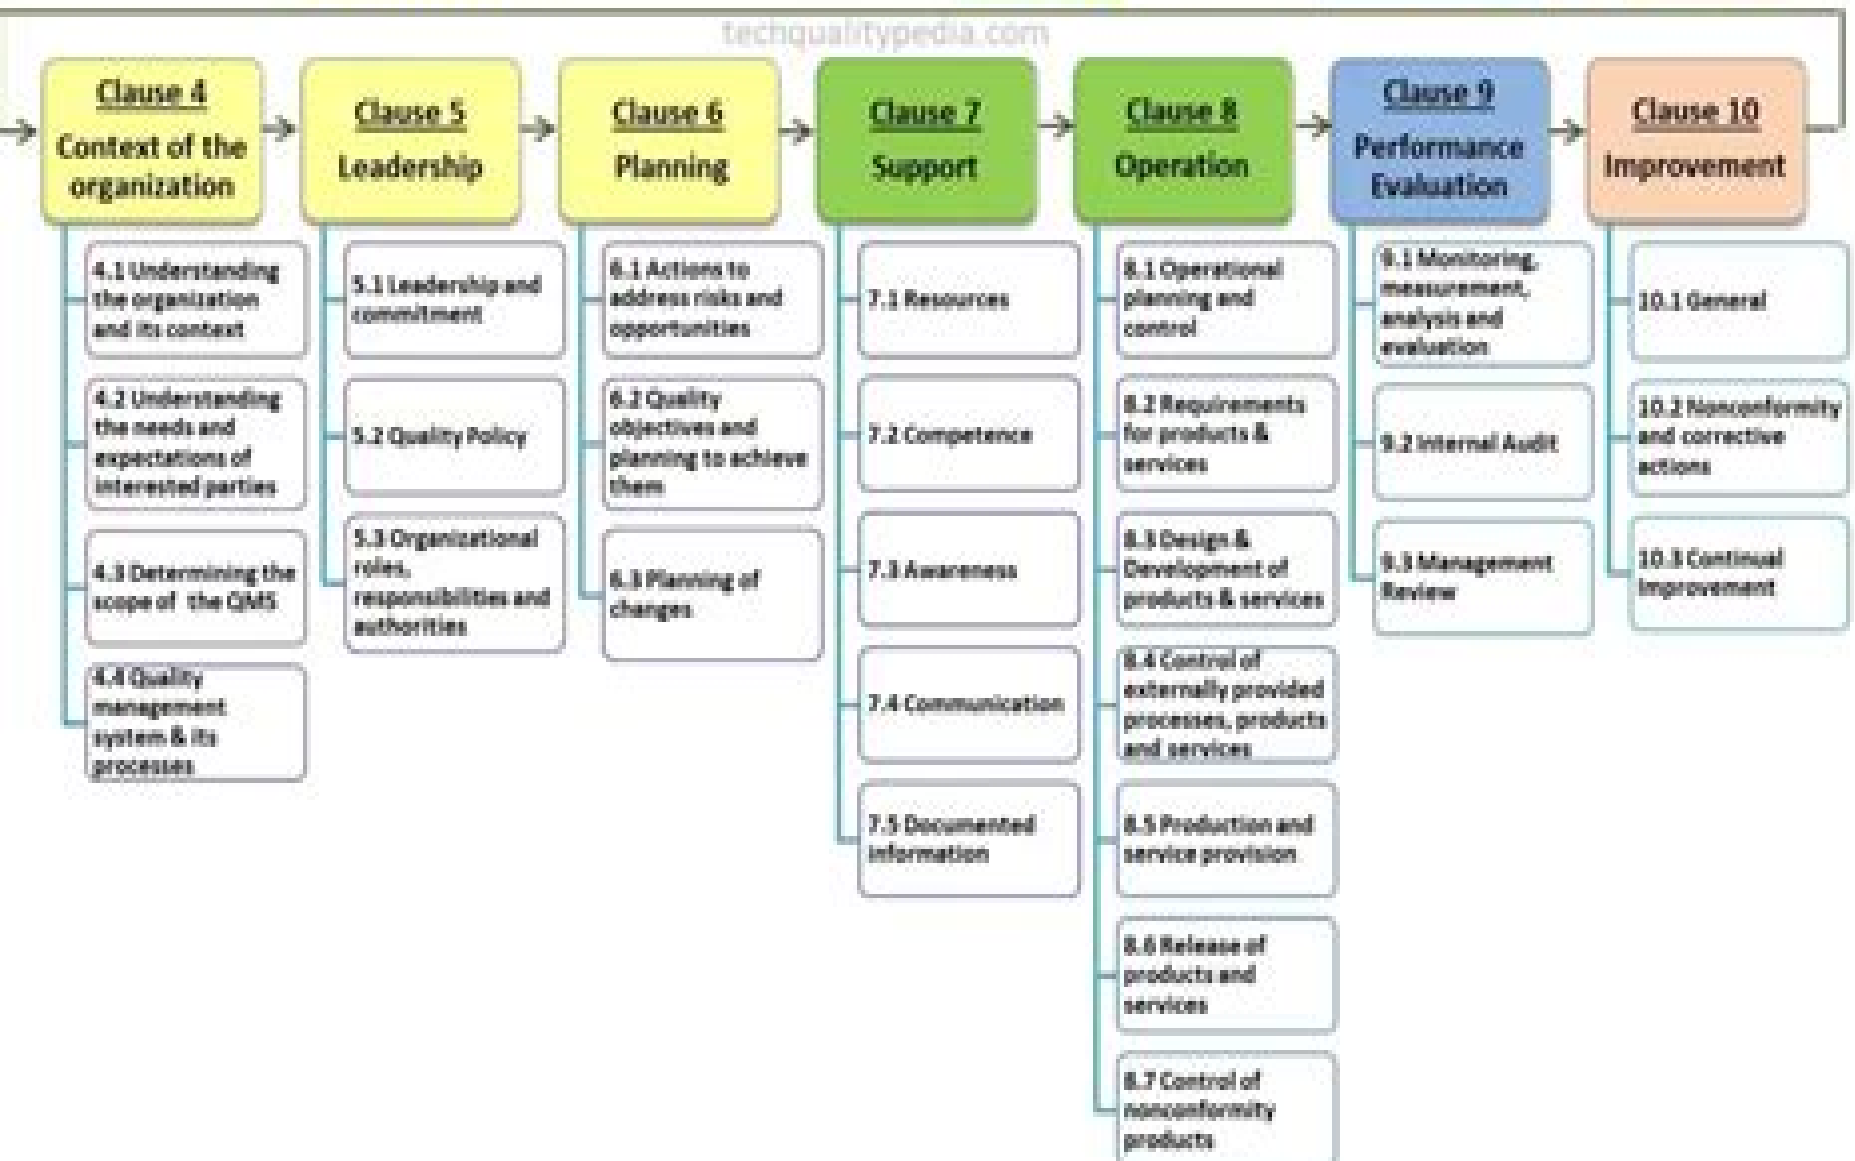 techqualitypedia.com
Clause 4
Context of the
organization
4.1 Understanding
the organization
and its context
4.2 Understanding
the needs and
expectations of
interested parties
4.3 Determining the
scope of the QMS
4.4 Quality
management
system & its
processes
Clause 5
Leadership
5.1 Leadership and
commitment
5.2 Quality Policy
5.3 Organizational
roles,
responsibilities and
authorities
Clause 6
Planning
6.1 Actions to
address risks and
opportunities
6.2 Quality
objectives and
planning to achieve
them
6.3 Planning of
changes
Clause 7
Support
7.1 Resources
7.2 Competence
7.3 Awareness
7.4 Communication
7.5 Documented
information
Clause 8
Operation
8.1 Operational
planning and
control
8.2 Requirements
for products &
services
8.3 Design &
Development of
products & services
8.4 Control of
externally provided
processes, products
and services
8.5 Production and
service provision
8.6 Release of
products and
services
8.7 Control of
nonconformity
products
Clause 9
Performance
Evaluation
9.1 Monitoring,
measurement,
analysis and
evaluation
9.2 Internal Audit
9.3 Management
Review
Clause 10
Improvement
10.1 General
10.2 Nonconformity
and corrective
actions
10.3 Continual
Improvement